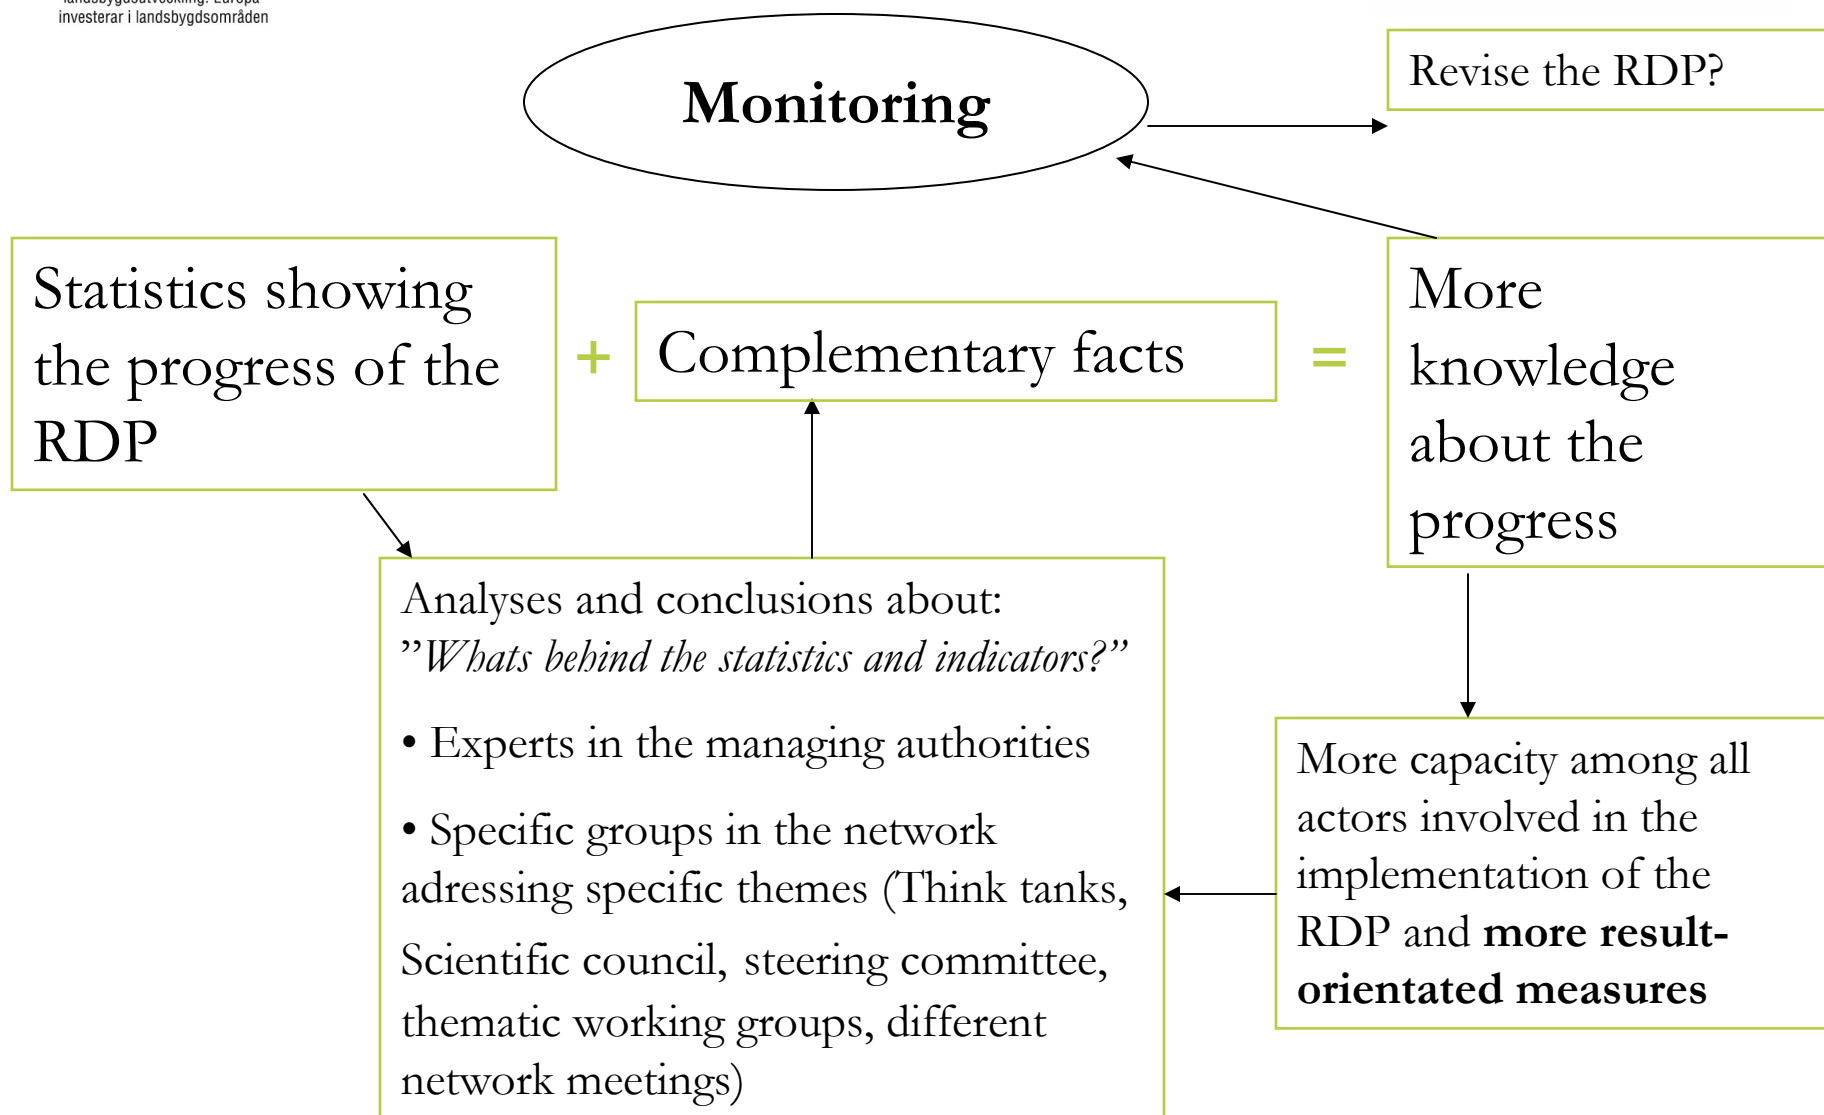 landsbygdsutveckling: Europa
investerar i landsbygdsområden
Monitoring
Revise the RDP?
Statistics showing
the progress of the
RDP
+
Complementary facts
=
More
knowledge
about the
progress
Analyses and conclusions about:
”Whats behind the statistics and indicators?”
• Experts in the managing authorities
• Specific groups in the network
adressing specific themes (Think tanks,
Scientific council, steering committee,
thematic working groups, different
network meetings)
More capacity among all
actors involved in the
implementation of the
RDP and more result-
orientated measures